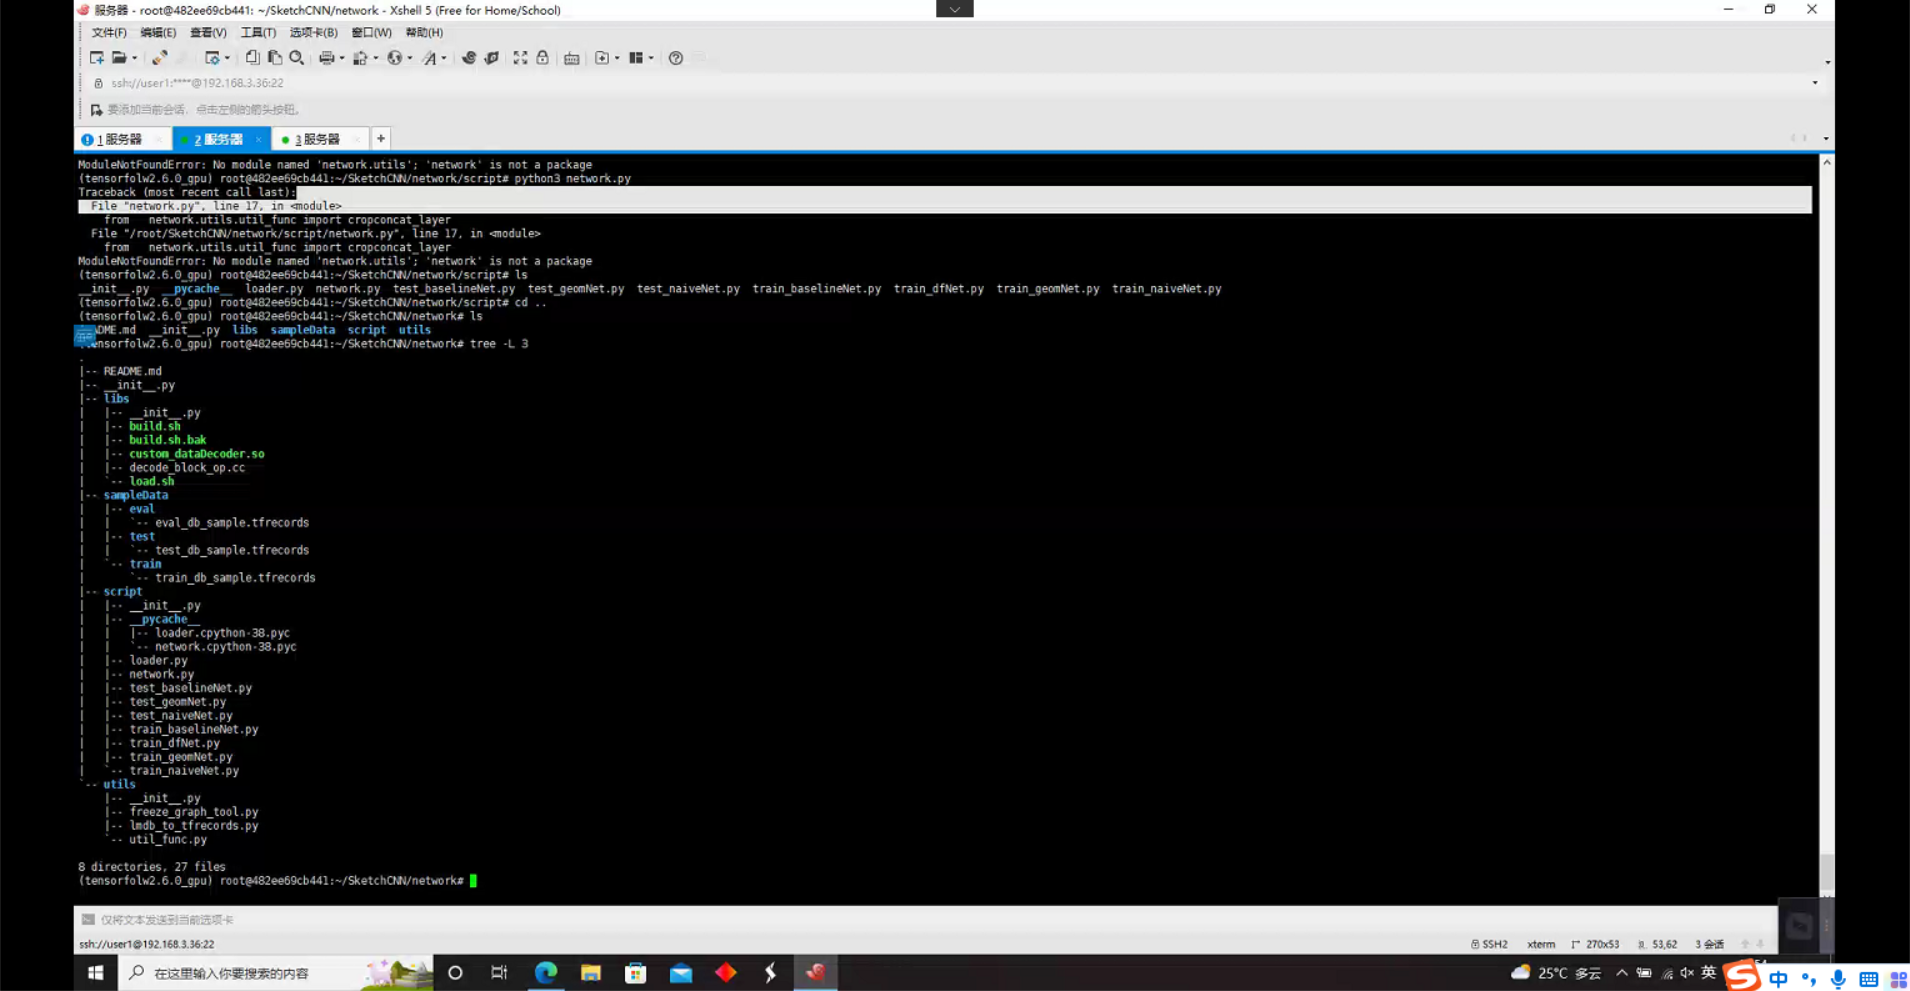 服务器 - root@482ee69cb441: ~/SketchCNN/network - Xshell 5 (Free for Home/School)
文件(F) 编辑(E) 查看(V) 工具(T) 选项卡(B) 窗口(W) 帮助(H)
ssh://user1:****@192.168.3.36:22
要添加当前会话，点击左侧的箭头按钮。
1 服务器 2 服务器 3 服务器 +
ModuleNotFoundError: No module named 'network.utils'; 'network' is not a package
(tensorfolw2.6.0_gpu) root@482ee69cb441:~/SketchCNN/network/script# python3 network.py
Traceback (most recent call last):
File "network.py", line 17, in <module>
from network.utils.util_func import cropconcat_layer
File "/root/SketchCNN/network/script/network.py", line 17, in <module>
from network.utils.util_func import cropconcat_layer
ModuleNotFoundError: No module named 'network.utils'; 'network' is not a package
(tensorfolw2.6.0_gpu) root@482ee69cb441:~/SketchCNN/network/script# ls
__init__.py __pycache__ loader.py network.py test_baselineNet.py test_geomNet.py test_naiveNet.py train_baselineNet.py train_dfNet.py train_geomNet.py train_naiveNet.py
(tensorfolw2.6.0_gpu) root@482ee69cb441:~/SketchCNN/network/script# cd ..
(tensorfolw2.6.0_gpu) root@482ee69cb441:~/SketchCNN/network# ls
DME.md __init__.py libs sampleData script utils
tensorfolw2.6.0_gpu) root@482ee69cb441:~/SketchCNN/network# tree -L 3
.
|-- README.md
|-- __init__.py
|-- libs
|   |-- __init__.py
|   |-- build.sh
|   |-- build.sh.bak
|   |-- custom_dataDecoder.so
|   |-- decode_block_op.cc
|   `-- load.sh
|-- sampleData
|   |-- eval
|   |   `-- eval_db_sample.tfrecords
|   |-- test
|   |   `-- test_db_sample.tfrecords
|   `-- train
|       `-- train_db_sample.tfrecords
|-- script
|   |-- __init__.py
|   |-- __pycache__
|   |   |-- loader.cpython-38.pyc
|   |   `-- network.cpython-38.pyc
|   |-- loader.py
|   |-- network.py
|   |-- test_baselineNet.py
|   |-- test_geomNet.py
|   |-- test_naiveNet.py
|   |-- train_baselineNet.py
|   |-- train_dfNet.py
|   |-- train_geomNet.py
|   `-- train_naiveNet.py
`-- utils
    |-- __init__.py
    |-- freeze_graph_tool.py
    |-- lmdb_to_tfrecords.py
    `-- util_func.py
8 directories, 27 files
(tensorfolw2.6.0_gpu) root@482ee69cb441:~/SketchCNN/network#
仅将文本发送到当前选项卡
ssh://user1@192.168.3.36:22 SSH2 xterm 270x53 53,62 3 会话
在这里输入你要搜索的内容 25°C 多云 英 中